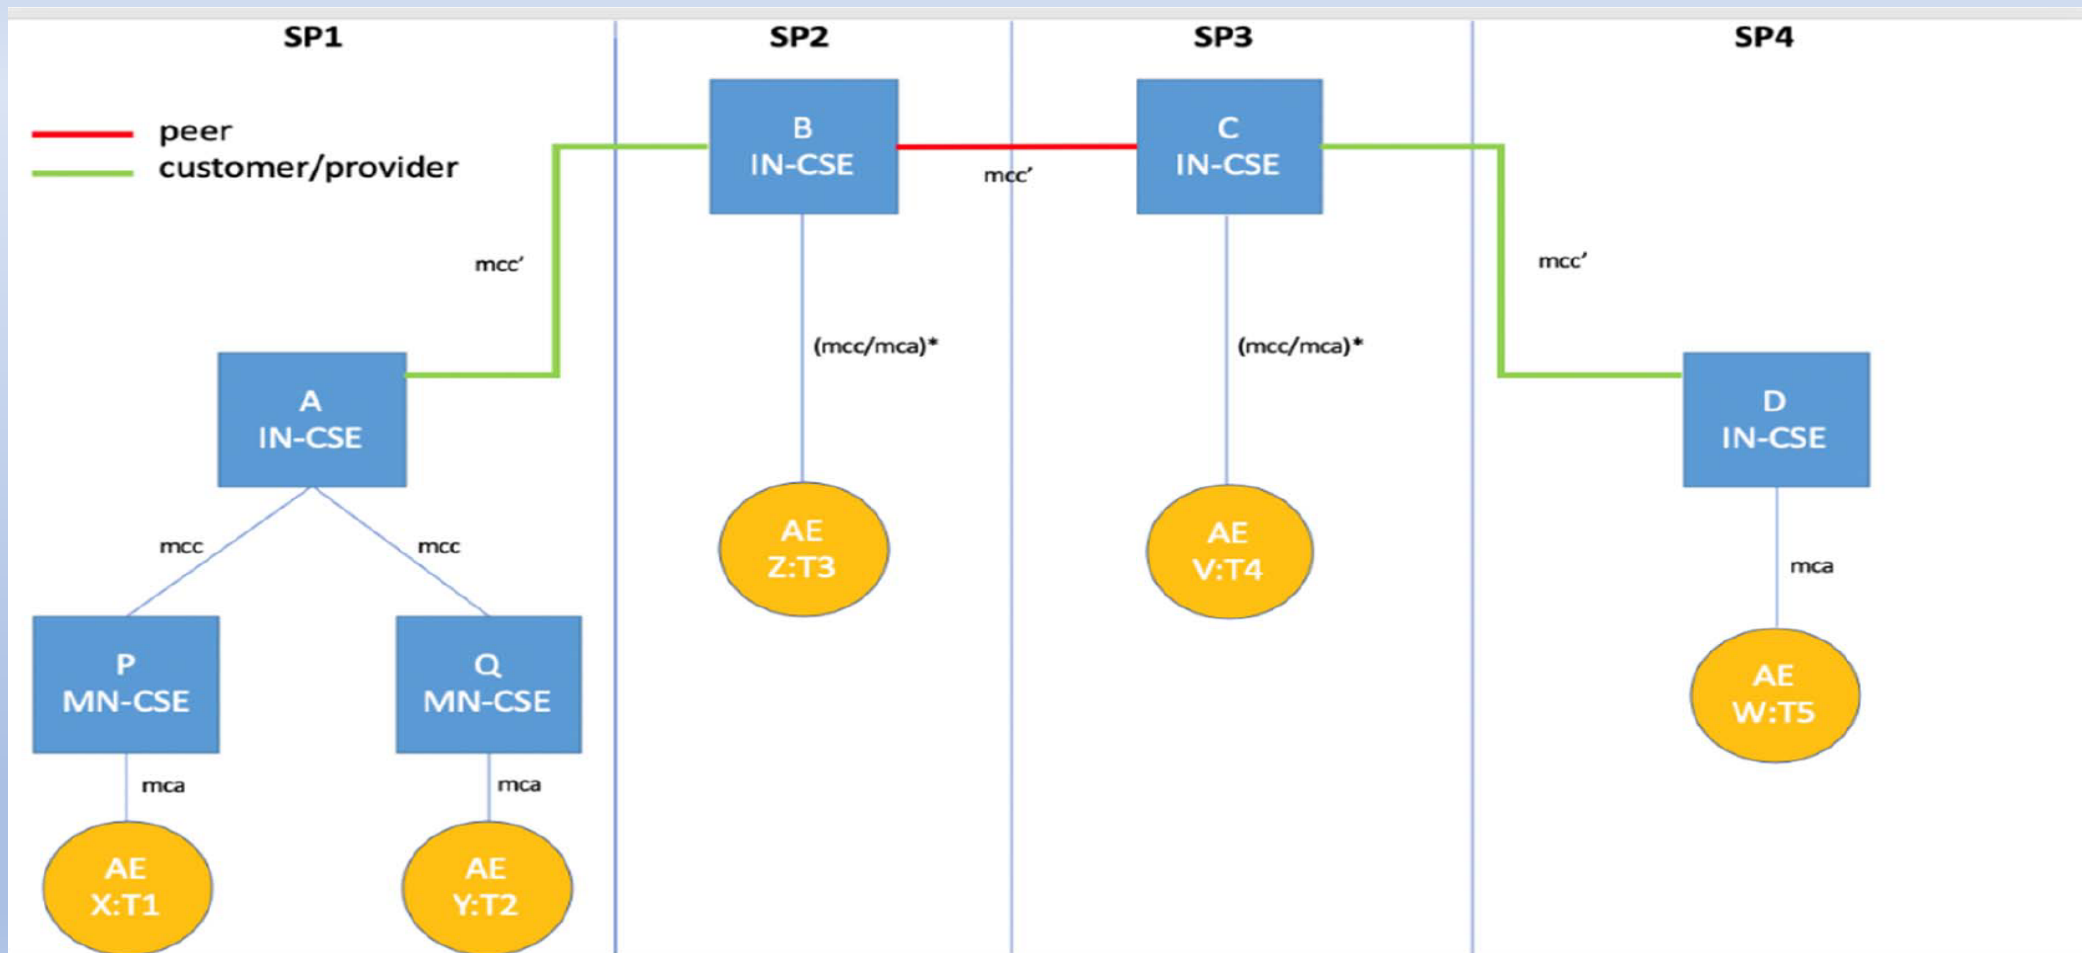 SP1
SP2
SP3
SP4
peer
customer/provider
B
IN-CSE
C
IN-CSE
mcc’
mcc’
mcc’
(mcc/mca)*
(mcc/mca)*
A
IN-CSE
D
IN-CSE
mcc
mcc
AE
Z:T3
AE
V:T4
mca
P
MN-CSE
Q
MN-CSE
AE
W:T5
mca
mca
AE
X:T1
AE
Y:T2